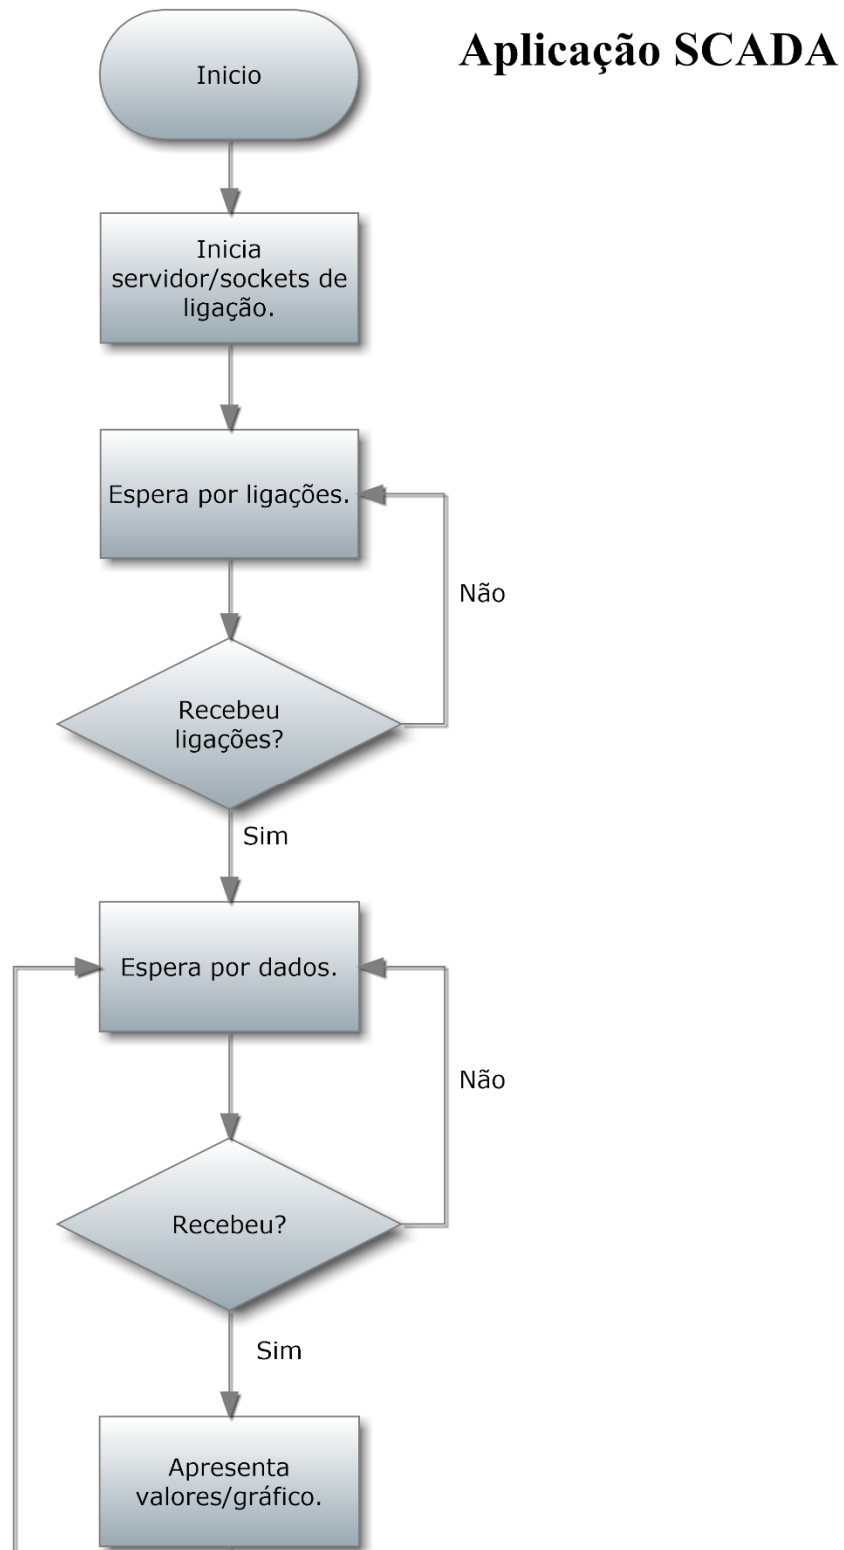 Aplicação SCADA
Inicio
Inicia
servidor/sockets de
ligação.
Espera por ligações.
Não
Recebeu
ligações?
Sim
Espera por dados.
Não
Recebeu?
Sim
Apresenta
valores/gráfico.